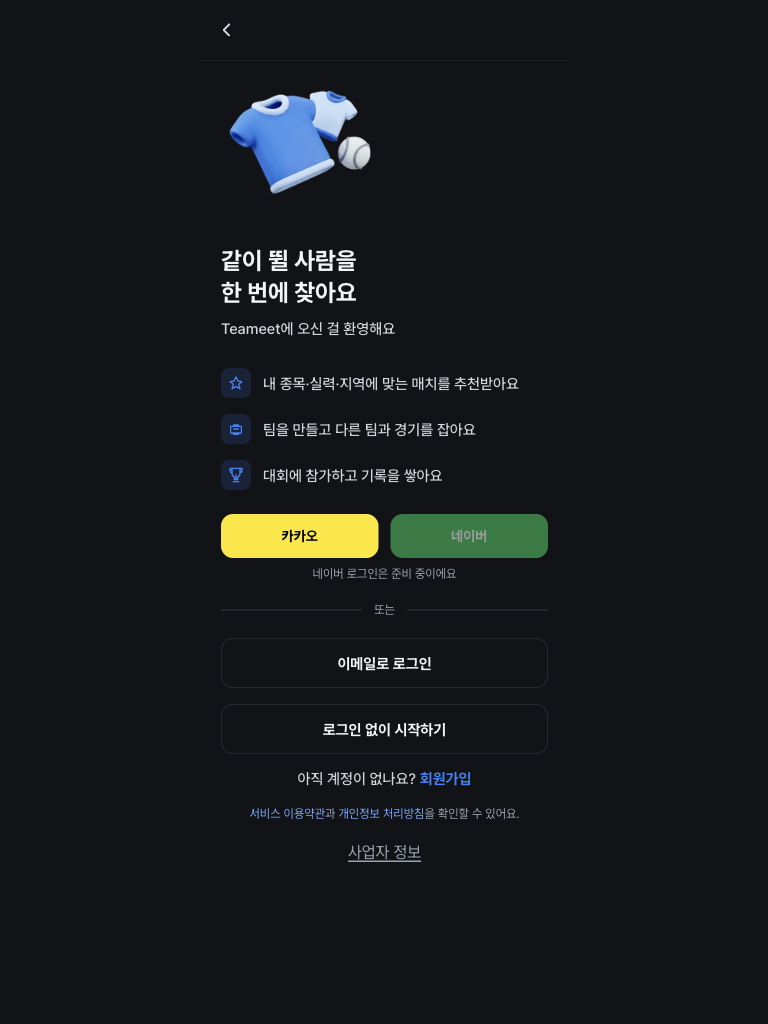 같이 뛸 사람을
한 번에 찾아요
Teameet에 오신 걸 환영해요
내 종목·실력·지역에 맞는 매치를 추천받아요
팀을 만들고 다른 팀과 경기를 잡아요
대회에 참가하고 기록을 쌓아요
카카오 네이버
네이버 로그인은 준비 중이에요
또는
이메일로 로그인
로그인 없이 시작하기
아직 계정이 없나요? 회원가입
서비스 이용약관과 개인정보 처리방침을 확인할 수 있어요.
사업자 정보